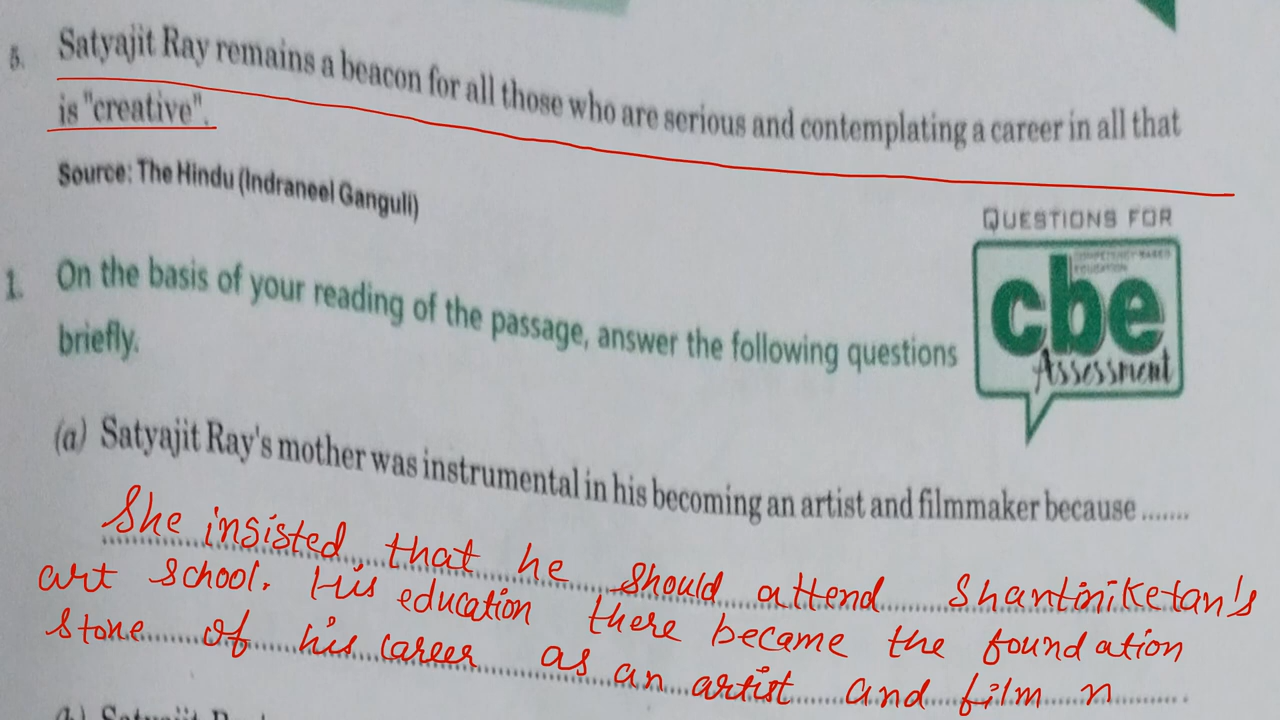 5. Satyajit Ray remains a beacon for all those who are serious and contemplating a career in all that
is "creative".
Source: The Hindu (Indraneel Ganguli)
QUESTIONS FOR
COMPETENCY BASED
EDUCATION
cbe
Assessment
1. On the basis of your reading of the passage, answer the following questions
briefly.
(a) Satyajit Ray's mother was instrumental in his becoming an artist and filmmaker because .......
She insisted that he should attend Shantiniketan's
art school. His education there became the foundation
stone of his career as an artist and film